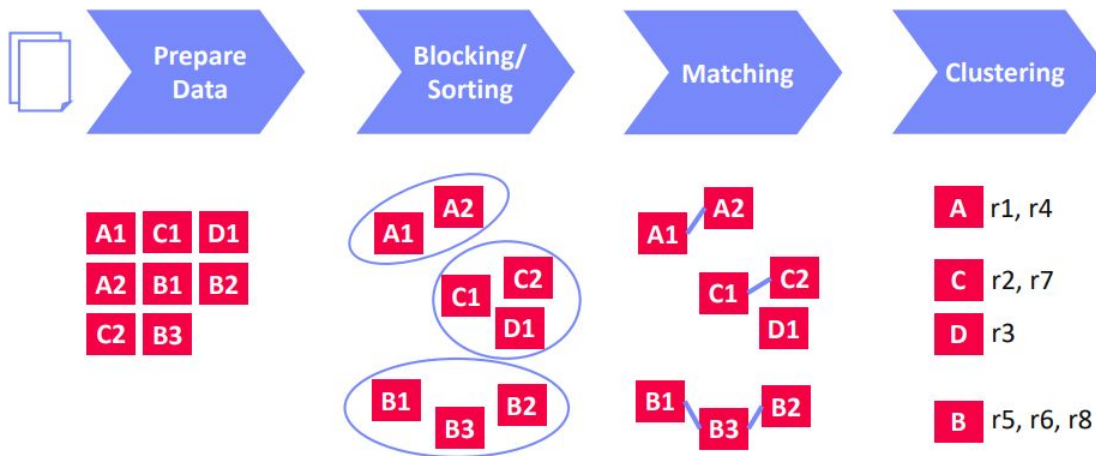 Prepare
Data
Blocking/
Sorting
Matching
Clustering
A1 C1 D1
A2 B1 B2
C2 B3
A1 A2
C1 C2
D1
B1 B2
B3
A1 A2
C1 C2
D1
B1 B2
B3
A r1, r4
C r2, r7
D r3
B r5, r6, r8